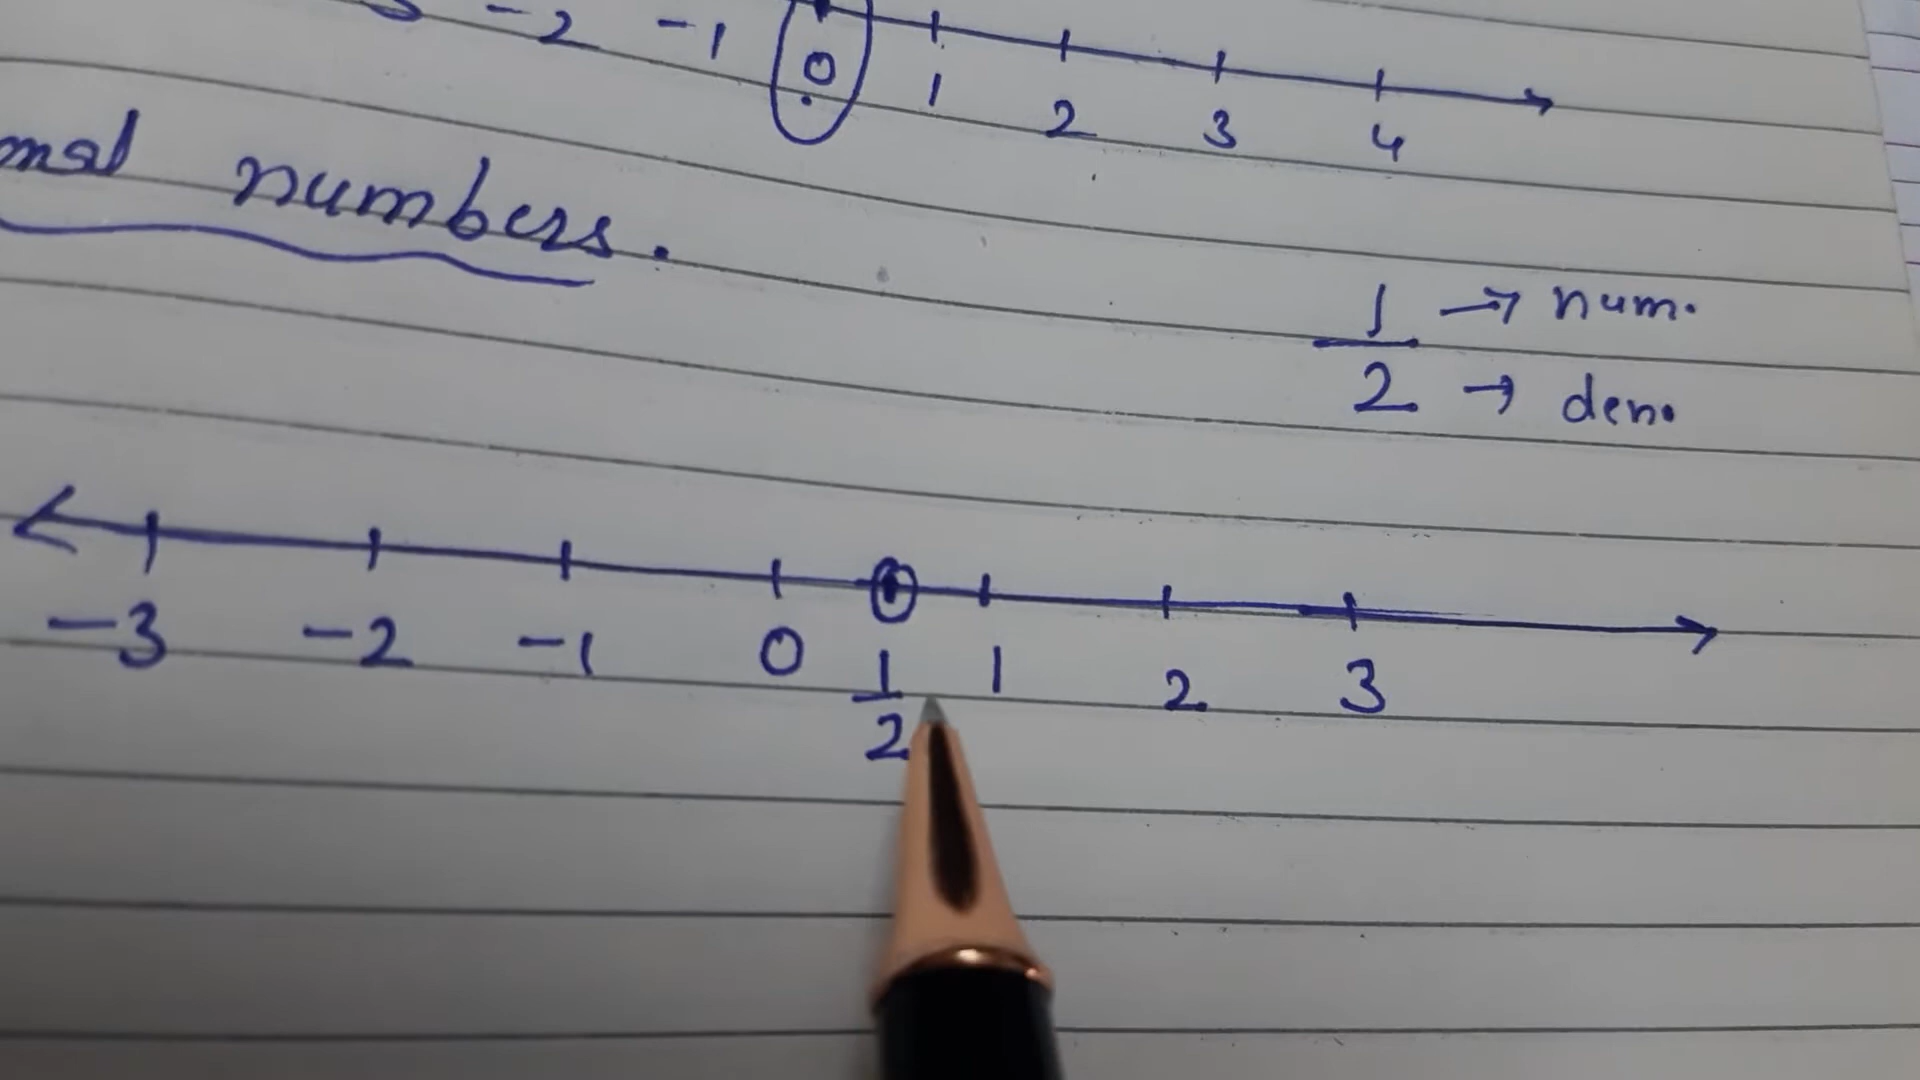 -2 -1 0 1 2 3 4
numbers.
1 → num.
2 → den.
-3 -2 -1 0 1/2 1 2 3